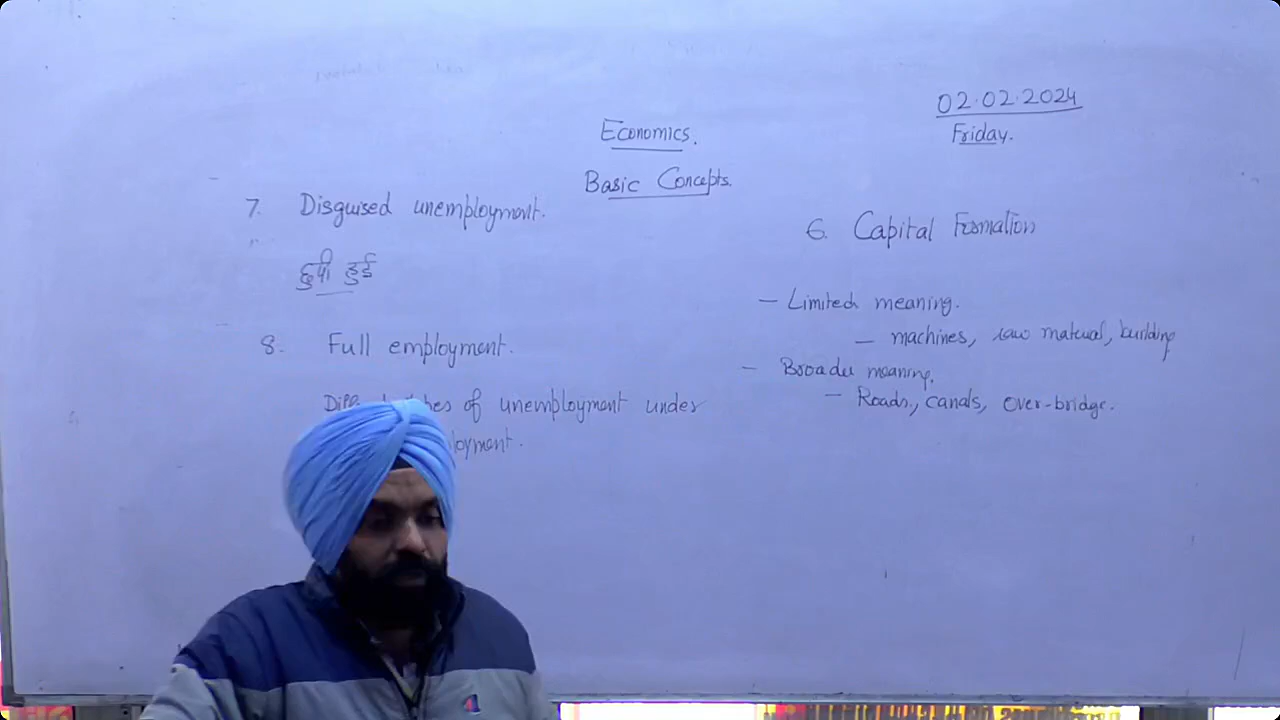 02.02.2024
Friday.
Economics.
Basic Concepts.
7. Disguised unemployment.
छुपी हुई
8. Full employment.
of unemployment under
6. Capital Formation
– Limited meaning.
– machines, raw material, building
– Broader meaning.
– Roads, canals, over-bridge.